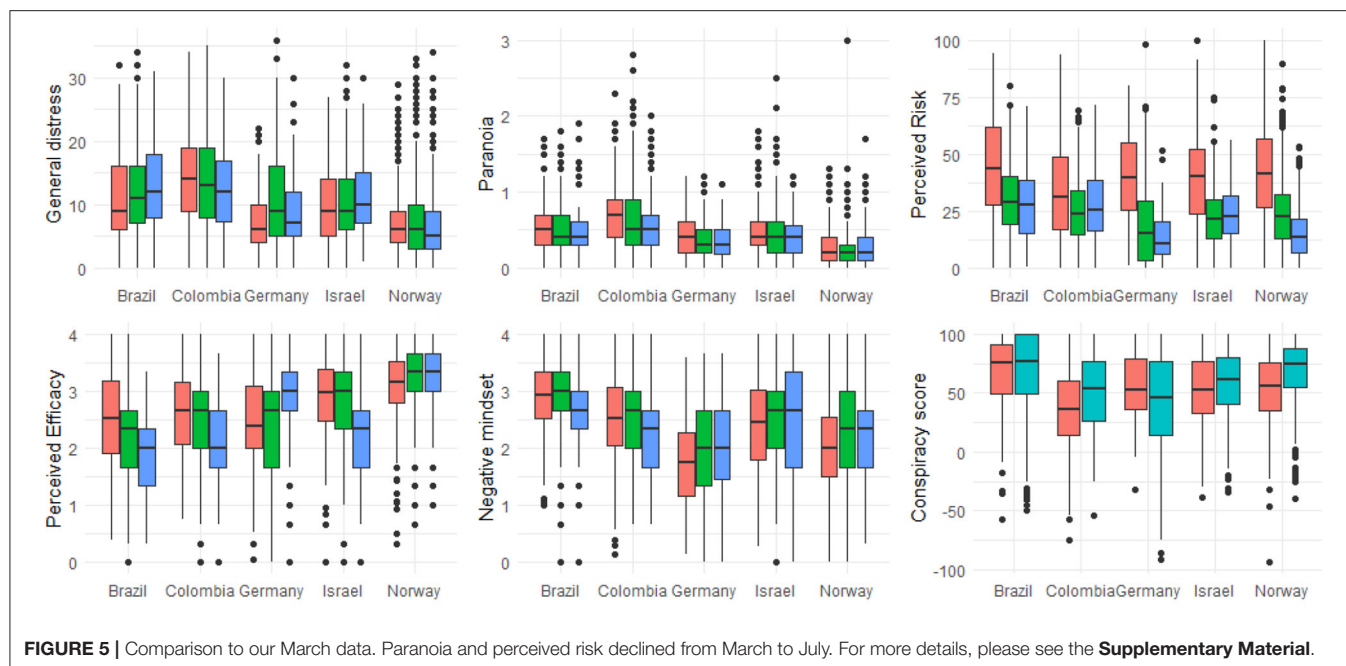 General distress
30
20
10
0
Brazil Colombia Germany Israel Norway
Paranoia
3
2
1
0
Brazil Colombia Germany Israel Norway
Perceived Risk
100
75
50
25
0
Brazil Colombia Germany Israel Norway
Perceived Efficacy
4
3
2
1
0
Brazil Colombia Germany Israel Norway
Negative mindset
4
3
2
1
0
Brazil Colombia Germany Israel Norway
Conspiracy score
100
50
0
-50
-100
Brazil Colombia Germany Israel Norway
FIGURE 5 | Comparison to our March data. Paranoia and perceived risk declined from March to July. For more details, please see the Supplementary Material.